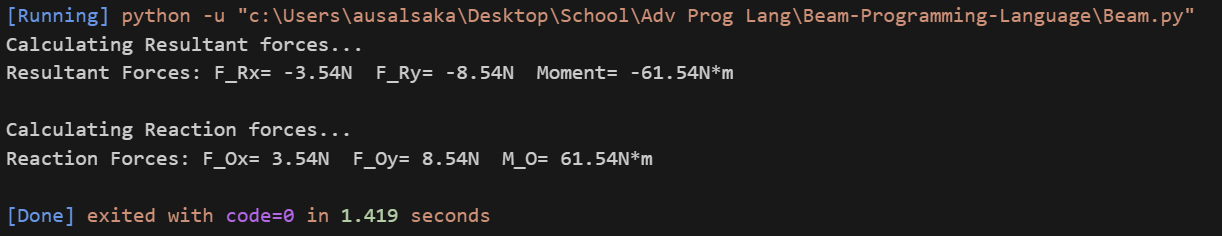 [Running] python -u "c:\Users\ausalsaka\Desktop\School\Adv Prog Lang\Beam-Programming-Language\Beam.py"
Calculating Resultant forces...
Resultant Forces: F_Rx= -3.54N  F_Ry= -8.54N  Moment= -61.54N*m
Calculating Reaction forces...
Reaction Forces: F_Ox= 3.54N  F_Oy= 8.54N  M_O= 61.54N*m
[Done] exited with code=0 in 1.419 seconds